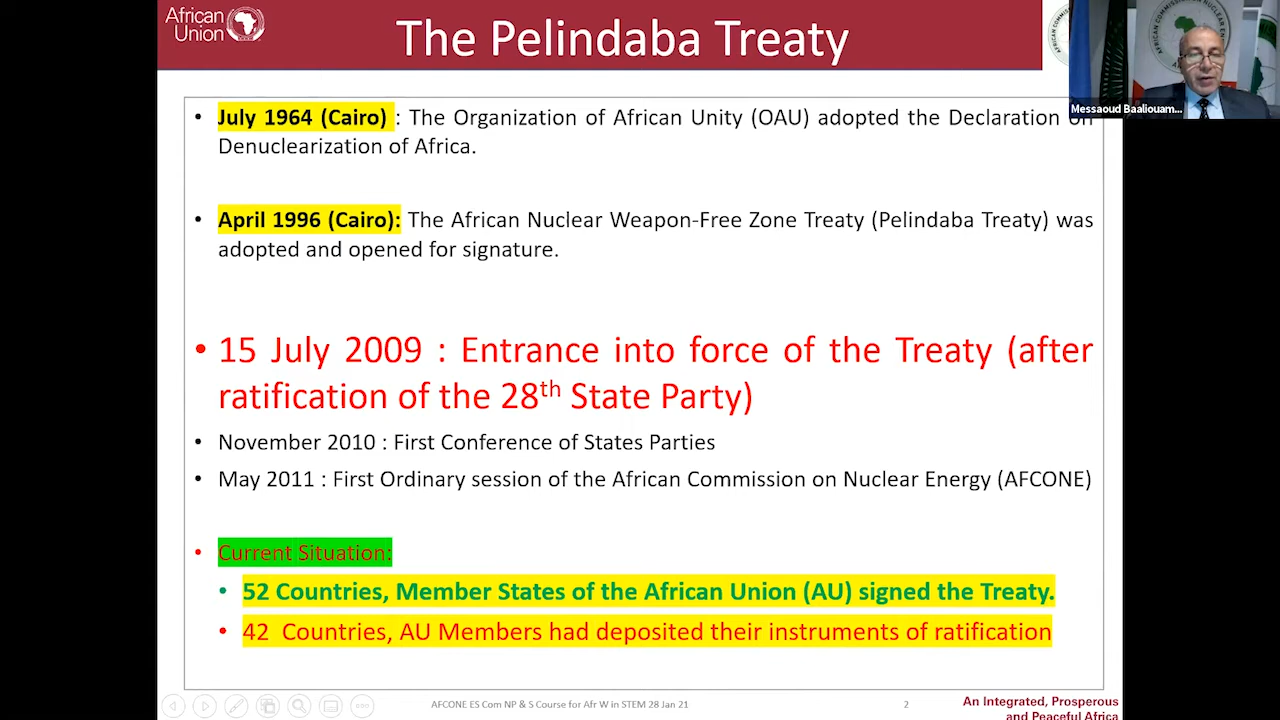 African
Union
The Pelindaba Treaty
Messaoud Baaliouam...
• July 1964 (Cairo) : The Organization of African Unity (OAU) adopted the Declaration on
Denuclearization of Africa.
• April 1996 (Cairo): The African Nuclear Weapon-Free Zone Treaty (Pelindaba Treaty) was
adopted and opened for signature.
• 15 July 2009 : Entrance into force of the Treaty (after
ratification of the 28th State Party)
• November 2010 : First Conference of States Parties
• May 2011 : First Ordinary session of the African Commission on Nuclear Energy (AFCONE)
• Current Situation:
• 52 Countries, Member States of the African Union (AU) signed the Treaty.
• 42 Countries, AU Members had deposited their instruments of ratification
AFCONE ES Com NP & S Course for Afr W in STEM 28 Jan 21
2
An Integrated, Prosperous
and Peaceful Africa